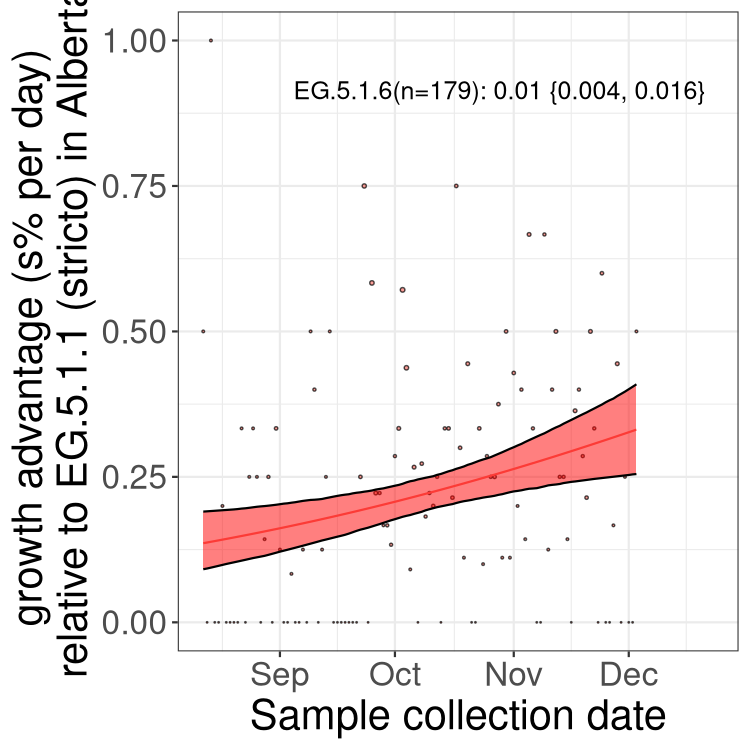 growth advantage (s% per day)
relative to EG.5.1.1 (stricto) in Alberta
1.00
0.75
0.50
0.25
0.00
EG.5.1.6(n=179): 0.01 {0.004, 0.016}
Sep Oct Nov Dec
Sample collection date